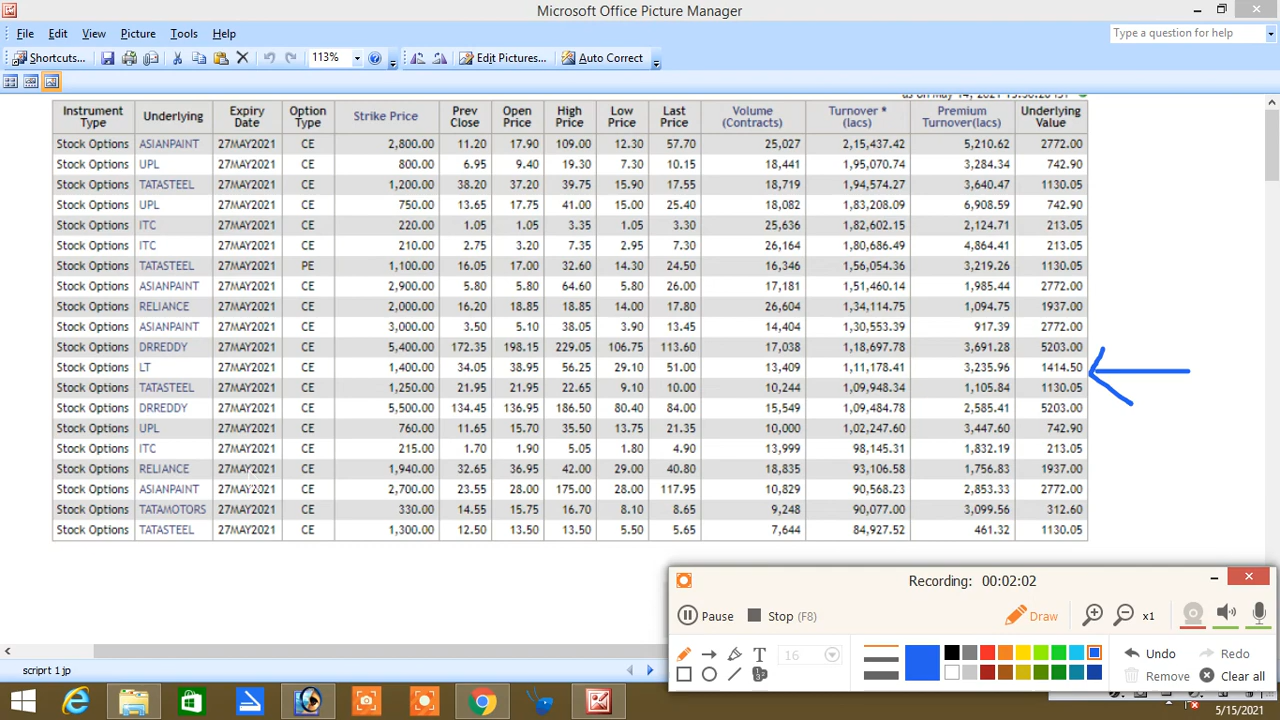 Microsoft Office Picture Manager
File Edit View Picture Tools Help
Type a question for help
Shortcuts... 113% Edit Pictures... Auto Correct
Instrument Type Underlying Expiry Date Option Type Strike Price Prev Close Open Price High Price Low Price Last Price Volume (Contracts) Turnover * (lacs) Premium Turnover(lacs) Underlying Value
Stock Options ASIANPAINT 27MAY2021 CE 2,800.00 11.20 17.90 109.00 12.30 57.70 25,027 2,15,437.42 5,210.62 2772.00
Stock Options UPL 27MAY2021 CE 800.00 6.95 9.40 19.30 7.30 10.15 18,441 1,95,070.74 3,284.34 742.90
Stock Options TATASTEEL 27MAY2021 CE 1,200.00 38.20 37.20 39.75 15.90 17.55 18,719 1,94,574.27 3,640.47 1130.05
Stock Options UPL 27MAY2021 CE 750.00 13.65 17.75 41.00 15.00 25.40 18,082 1,83,208.09 6,908.59 742.90
Stock Options ITC 27MAY2021 CE 220.00 1.05 1.05 3.35 1.05 3.30 25,636 1,82,602.15 2,124.71 213.05
Stock Options ITC 27MAY2021 CE 210.00 2.75 3.20 7.35 2.95 7.30 26,164 1,80,686.49 4,864.41 213.05
Stock Options TATASTEEL 27MAY2021 PE 1,100.00 16.05 17.00 32.60 14.30 24.50 16,346 1,56,054.36 3,219.26 1130.05
Stock Options ASIANPAINT 27MAY2021 CE 2,900.00 5.80 5.80 64.60 5.80 26.00 17,181 1,51,460.14 1,985.44 2772.00
Stock Options RELIANCE 27MAY2021 CE 2,000.00 16.20 18.85 18.85 14.00 17.80 26,604 1,34,114.75 1,094.75 1937.00
Stock Options ASIANPAINT 27MAY2021 CE 3,000.00 3.50 5.10 38.05 3.90 13.45 14,404 1,30,553.39 917.39 2772.00
Stock Options DRREDDY 27MAY2021 CE 5,400.00 172.35 198.15 229.05 106.75 113.60 17,038 1,18,697.78 3,691.28 5203.00
Stock Options LT 27MAY2021 CE 1,400.00 34.05 38.95 56.25 29.10 51.00 13,409 1,11,178.41 3,235.96 1414.50
Stock Options TATASTEEL 27MAY2021 CE 1,250.00 21.95 21.95 22.65 9.10 10.00 10,244 1,09,948.34 1,105.84 1130.05
Stock Options DRREDDY 27MAY2021 CE 5,500.00 134.45 136.95 186.50 80.40 84.00 15,549 1,09,484.78 2,585.41 5203.00
Stock Options UPL 27MAY2021 CE 760.00 11.65 15.70 35.50 13.75 21.35 10,000 1,02,247.60 3,447.60 742.90
Stock Options ITC 27MAY2021 CE 215.00 1.70 1.90 5.05 1.80 4.90 13,999 98,145.31 1,832.19 213.05
Stock Options RELIANCE 27MAY2021 CE 1,940.00 32.65 36.95 42.00 29.00 40.80 18,835 93,106.58 1,756.83 1937.00
Stock Options ASIANPAINT 27MAY2021 CE 2,700.00 23.55 28.00 175.00 28.00 117.95 10,829 90,568.23 2,853.33 2772.00
Stock Options TATAMOTORS 27MAY2021 CE 330.00 14.55 15.75 16.70 8.10 8.65 9,248 90,077.00 3,099.56 312.60
Stock Options TATASTEEL 27MAY2021 CE 1,300.00 12.50 13.50 13.50 5.50 5.65 7,644 84,927.52 461.32 1130.05
Recording: 00:02:02
Pause Stop (F8) Draw x1
T 16 Undo Redo
Remove Clear all
scriprt 1 jp
5/15/2021